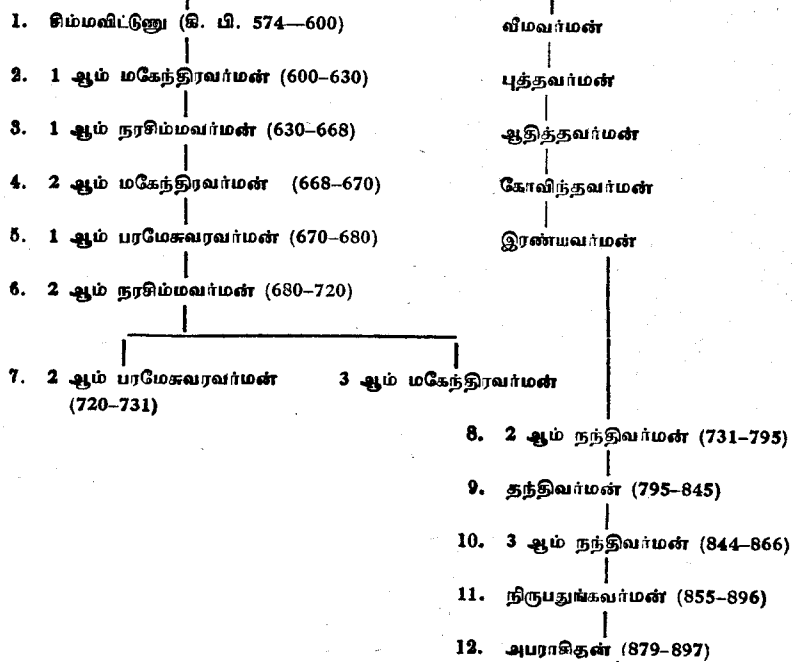 1. சிம்மவிட்டுணு (கி. பி. 574—600) வீமவர்மன்
2. 1 ஆம் மகேந்திரவர்மன் (600–630) புத்தவர்மன்
3. 1 ஆம் நரசிம்மவர்மன் (630–668) ஆதித்தவர்மன்
4. 2 ஆம் மகேந்திரவர்மன் (668–670) கோவிந்தவர்மன்
5. 1 ஆம் பரமேசுவரவர்மன் (670–680) இரண்யவர்மன்
6. 2 ஆம் நரசிம்மவர்மன் (680–720)
7. 2 ஆம் பரமேசுவரவர்மன் 3 ஆம் மகேந்திரவர்மன்
(720–731)
8. 2 ஆம் நந்திவர்மன் (731–795)
9. தந்திவர்மன் (795–845)
10. 3 ஆம் நந்திவர்மன் (844–866)
11. நிருபதுங்கவர்மன் (855–896)
12. அபராசிதன் (879–897)